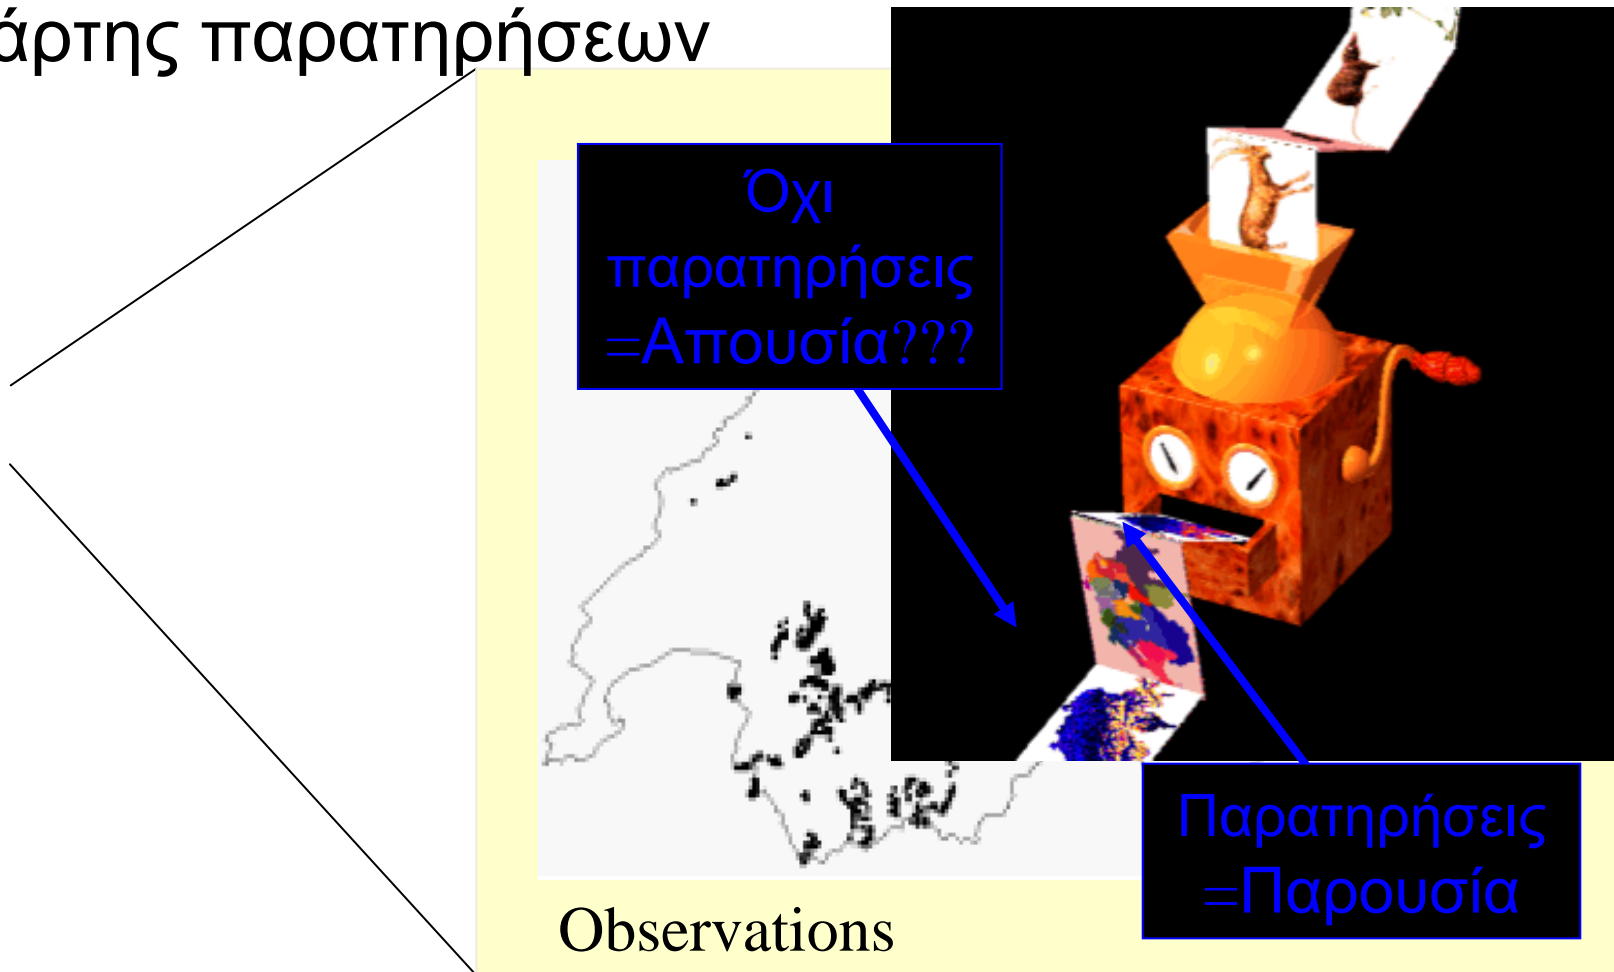 άρτης παρατηρήσεων
Όχι
παρατηρήσεις
=Απουσία???
Παρατηρήσεις
=Παρουσία
Observations